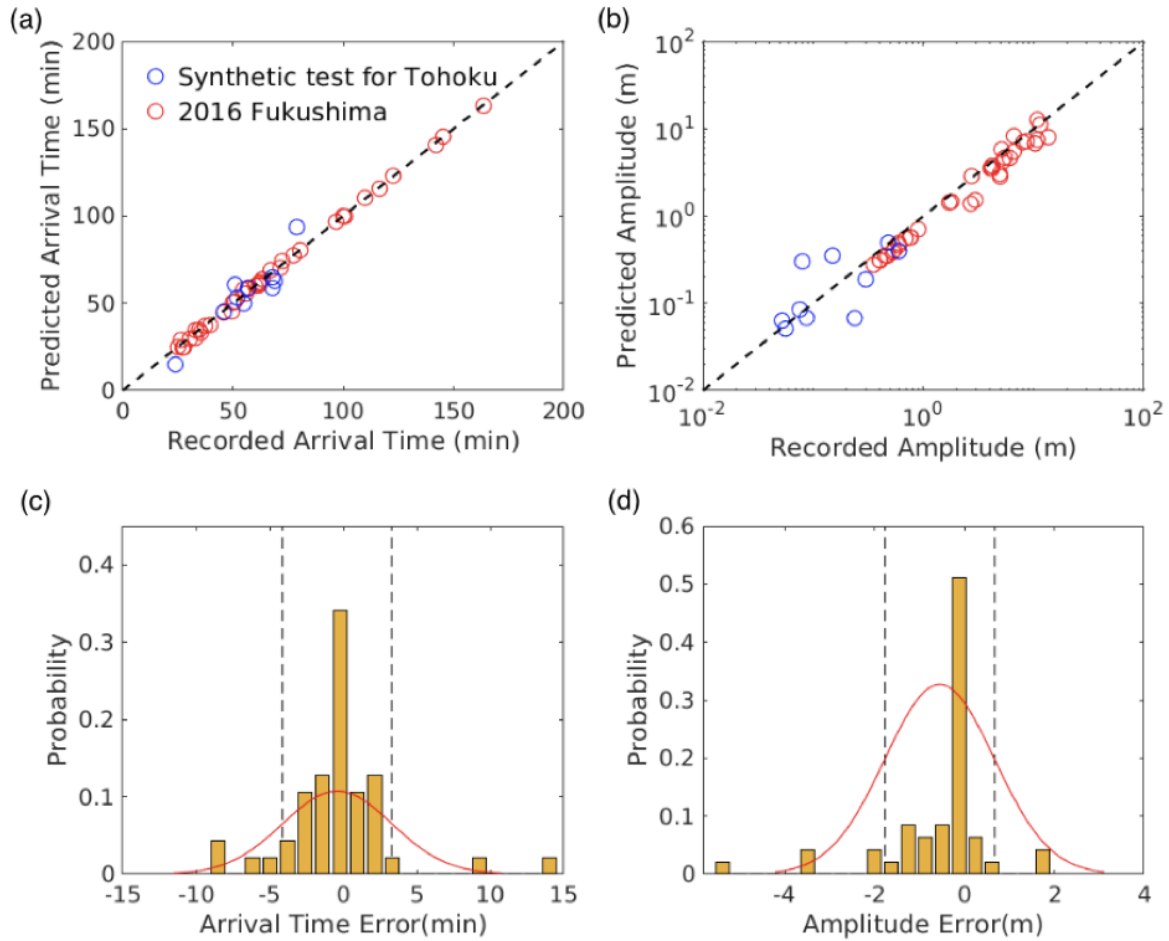 (a)
Predicted Arrival Time (min)
200
150
100
50
0
Synthetic test for Tohoku
2016 Fukushima
0 50 100 150 200
Recorded Arrival Time (min)
(b)
Predicted Amplitude (m)
10^2
10^1
10^0
10^-1
10^-2
10^-2 10^0 10^2
Recorded Amplitude (m)
(c)
Probability
0.4
0.3
0.2
0.1
0
-15 -10 -5 0 5 10 15
Arrival Time Error(min)
(d)
Probability
0.6
0.5
0.4
0.3
0.2
0.1
0
-4 -2 0 2 4
Amplitude Error(m)